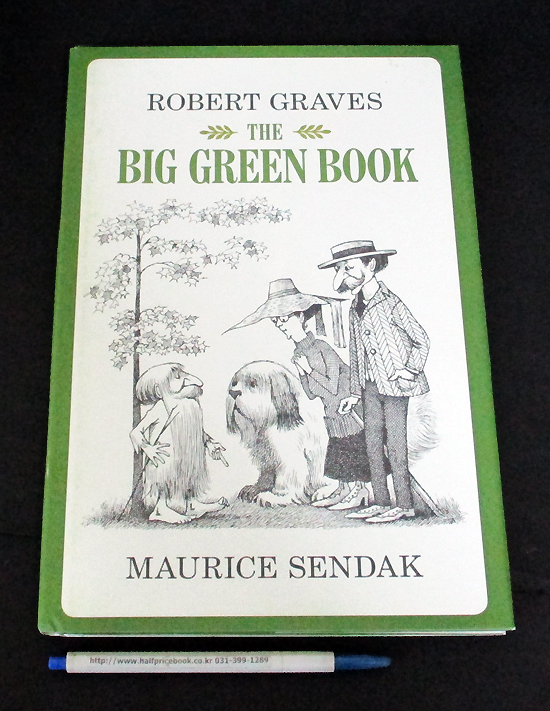 ROBERT GRAVES
THE
BIG GREEN BOOK
MAURICE SENDAK
http://www.halfpricebook.co.kr 031-399-1269